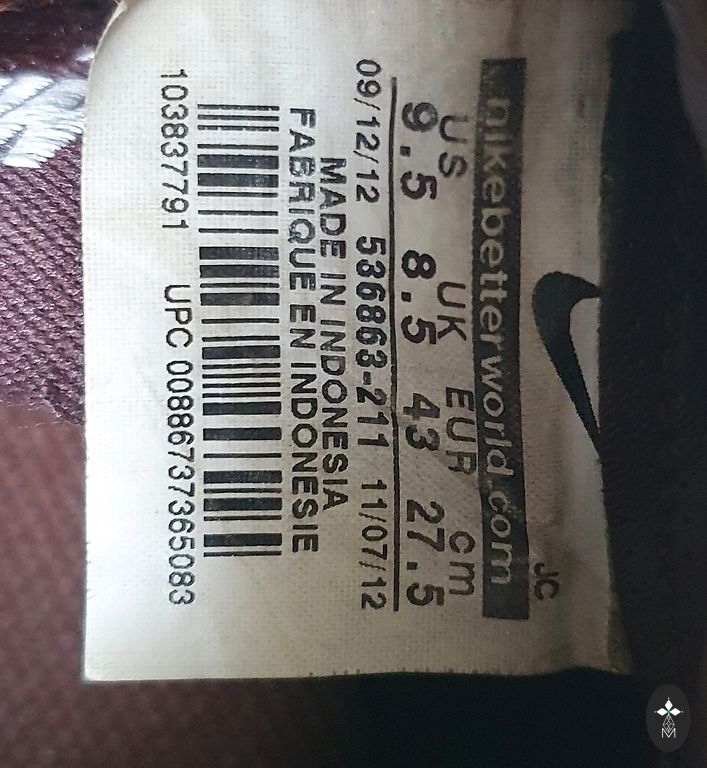 JC
nikebetterworld.com
US UK EUR cm
9.5 8.5 43 27.5
09/12/12 536863-211 11/07/12
MADE IN INDONESIA
FABRIQUE EN INDONESIE
103837791 UPC 00886737365083
M